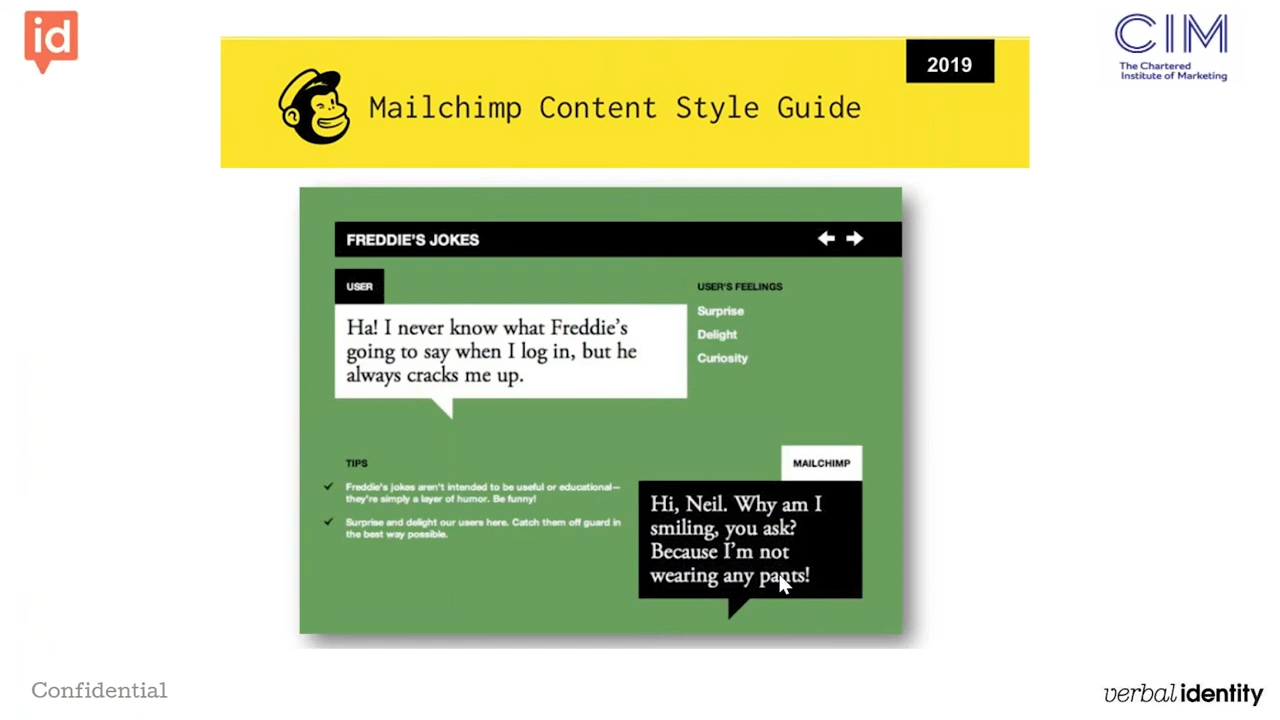 id
CIM
The Chartered
Institute of Marketing
2019
Mailchimp Content Style Guide
FREDDIE'S JOKES
USER
Ha! I never know what Freddie's
going to say when I log in, but he
always cracks me up.
USER'S FEELINGS
Surprise
Delight
Curiosity
TIPS
Freddie's jokes aren't intended to be useful or educational—
they're simply a layer of humor. Be funny!
Surprise and delight our users here. Catch them off guard in
the best way possible.
MAILCHIMP
Hi, Neil. Why am I
smiling, you ask?
Because I'm not
wearing any pants!
Confidential
verbalidentity